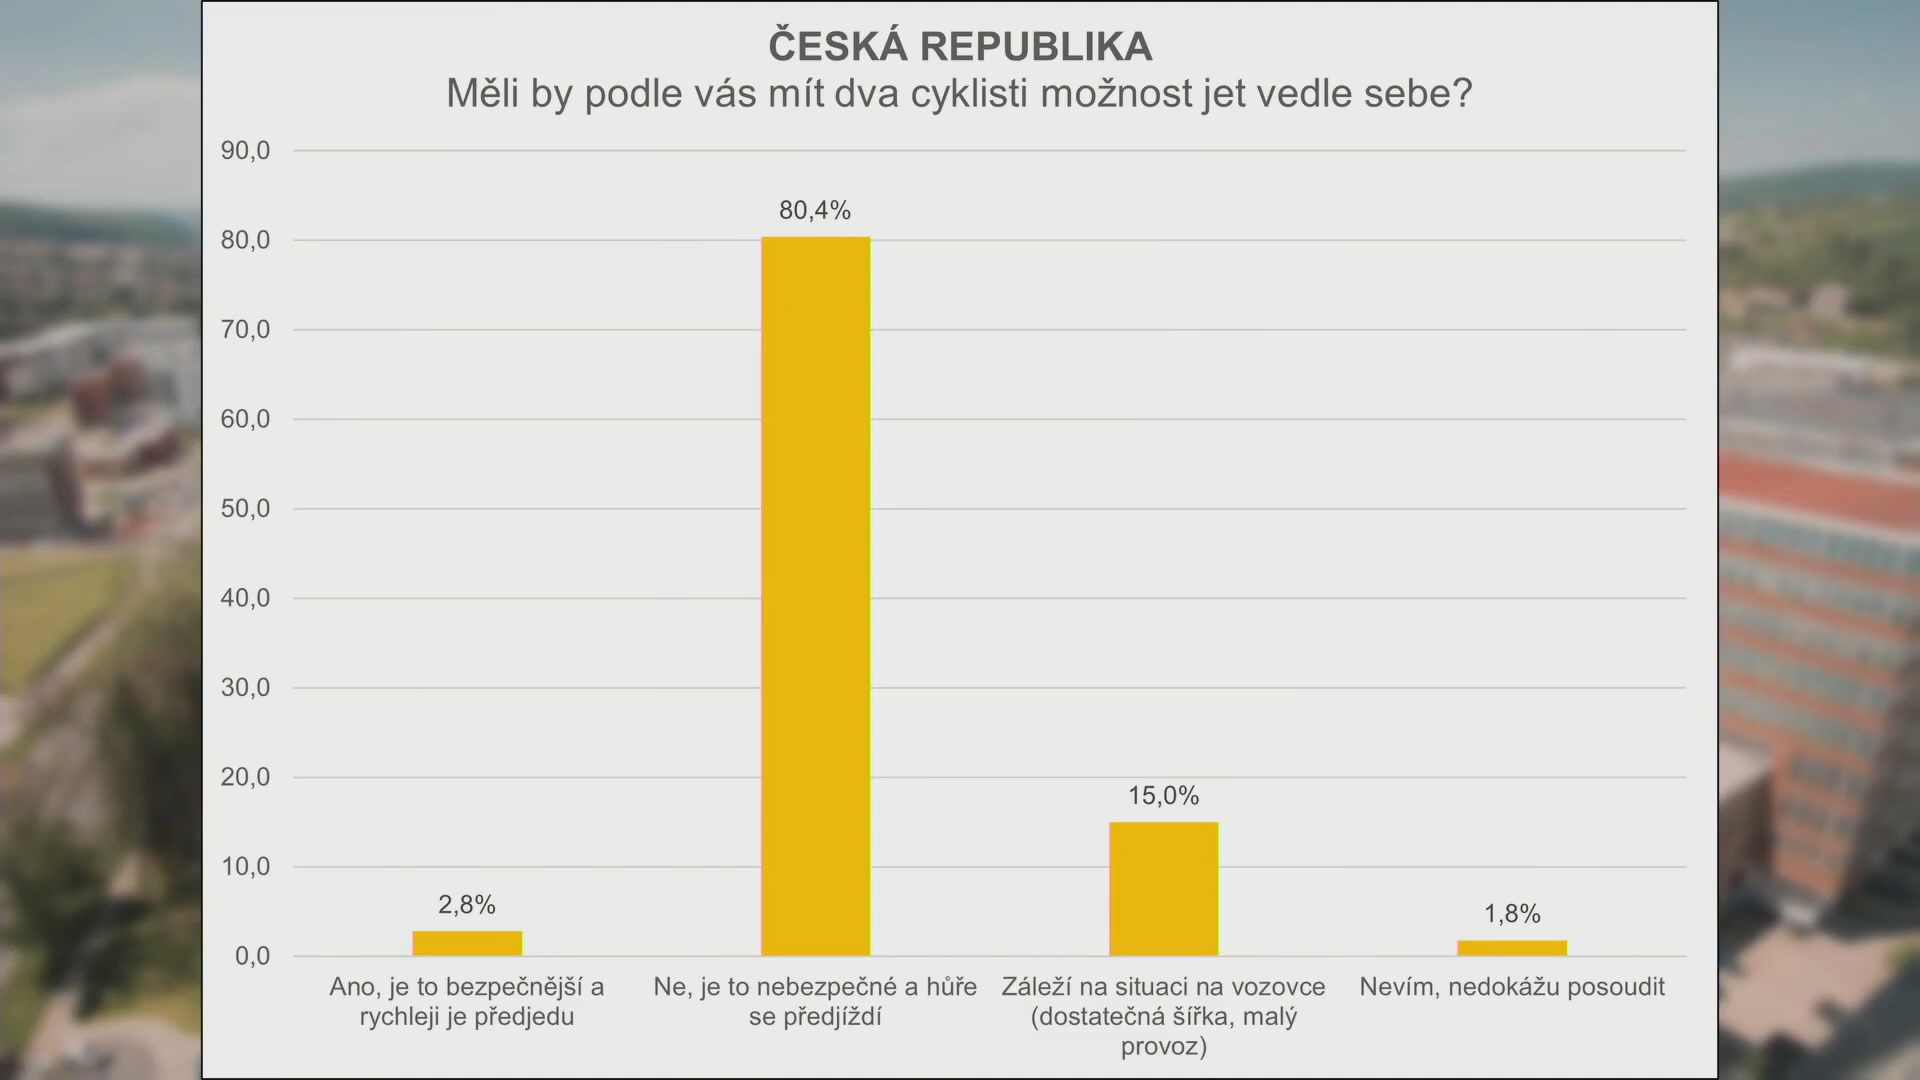 ČESKÁ REPUBLIKA
Měli by podle vás mít dva cyklisti možnost jet vedle sebe?
90,0
80,0
70,0
60,0
50,0
40,0
30,0
20,0
10,0
0,0
2,8%
80,4%
15,0%
1,8%
Ano, je to bezpečnější a
rychleji je předjedu
Ne, je to nebezpečné a hůře
se předjíždí
Záleží na situaci na vozovce
(dostatečná šířka, malý
provoz)
Nevím, nedokážu posoudit